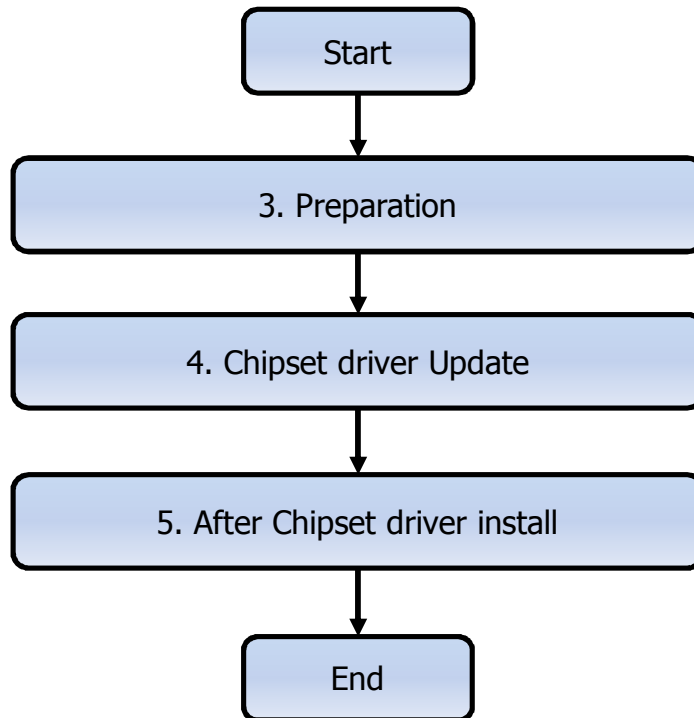 Start
3. Preparation
4. Chipset driver Update
5. After Chipset driver install
End